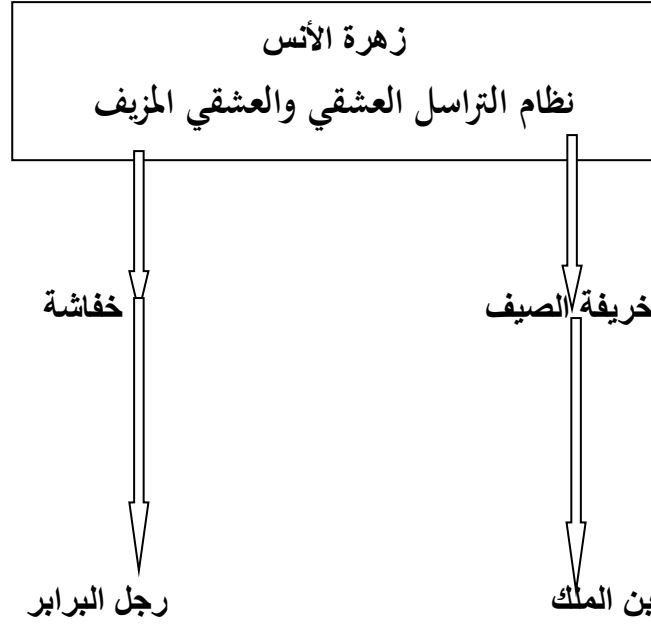 زهرة الأنس
نظام التراسل العشقي والعشقي المزيف
خريفة الصيف
خفاشة
بن الملك
رجل البرابر